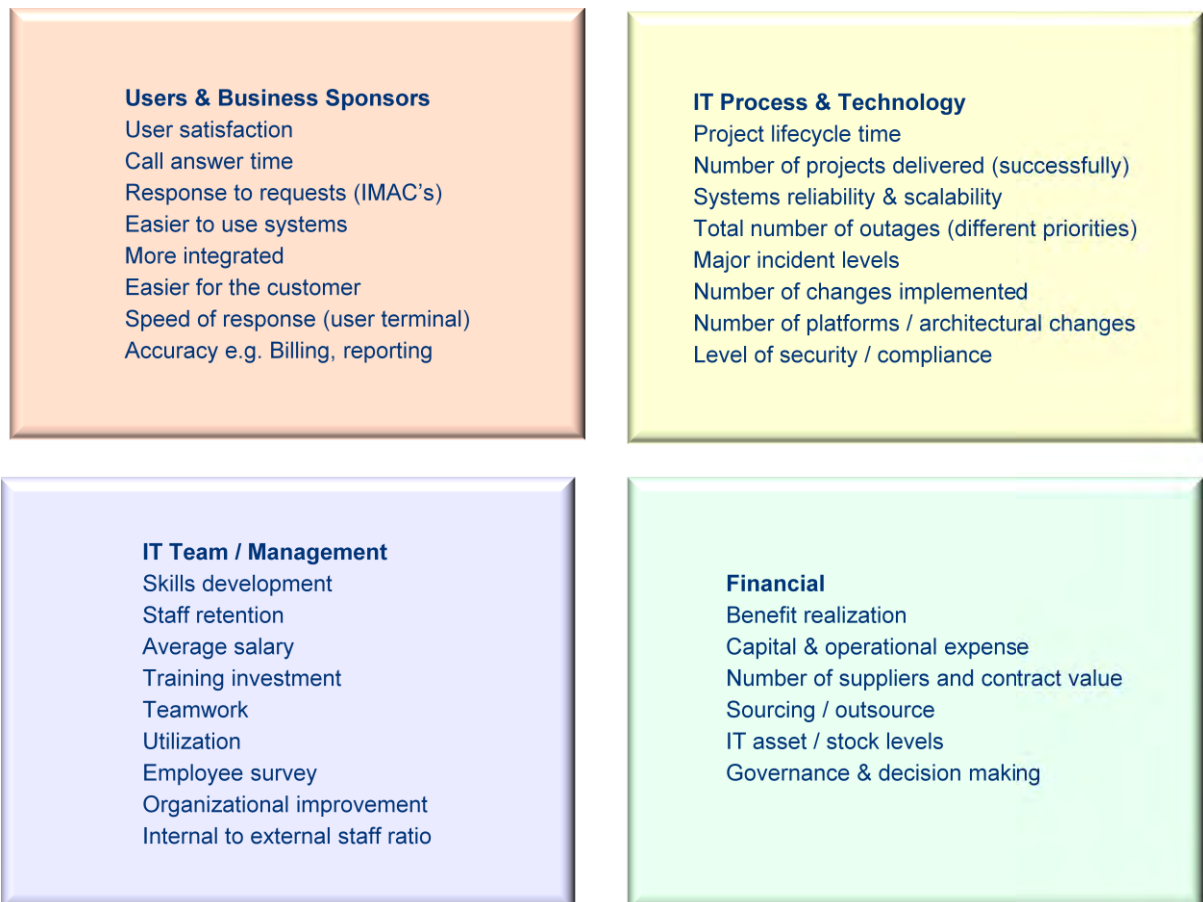 Users & Business Sponsors
User satisfaction
Call answer time
Response to requests (IMAC’s)
Easier to use systems
More integrated
Easier for the customer
Speed of response (user terminal)
Accuracy e.g. Billing, reporting
IT Process & Technology
Project lifecycle time
Number of projects delivered (successfully)
Systems reliability & scalability
Total number of outages (different priorities)
Major incident levels
Number of changes implemented
Number of platforms / architectural changes
Level of security / compliance
IT Team / Management
Skills development
Staff retention
Average salary
Training investment
Teamwork
Utilization
Employee survey
Organizational improvement
Internal to external staff ratio
Financial
Benefit realization
Capital & operational expense
Number of suppliers and contract value
Sourcing / outsource
IT asset / stock levels
Governance & decision making